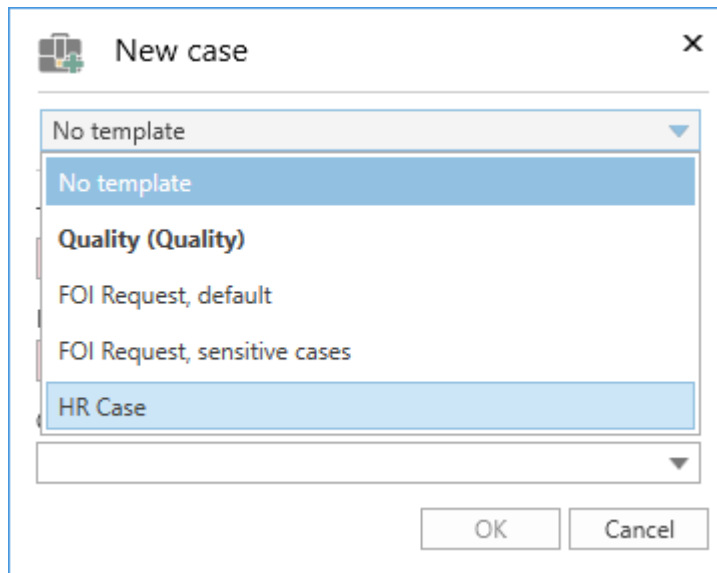 New case
No template
No template
Quality (Quality)
FOI Request, default
FOI Request, sensitive cases
HR Case
OK
Cancel